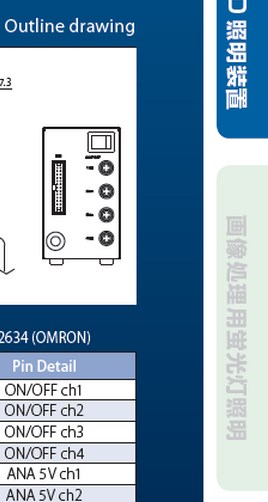 Outline drawing
7.3
2634 (OMRON)
Pin Detail
ON/OFF ch1
ON/OFF ch2
ON/OFF ch3
ON/OFF ch4
ANA 5V ch1
ANA 5V ch2
照明装置
画像処理用蛍光灯照明